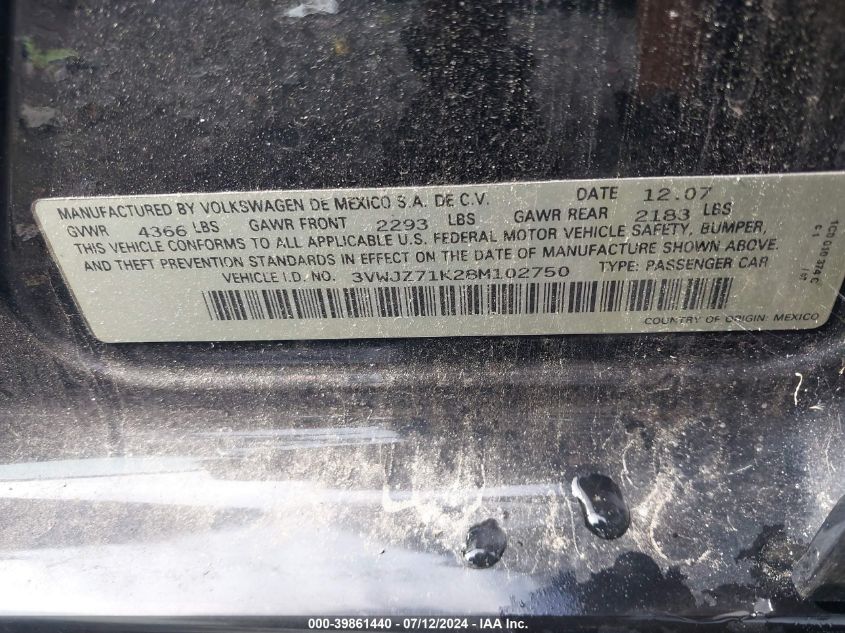 MANUFACTURED BY VOLKSWAGEN DE MEXICO S.A. DE C.V. DATE 12.07
GVWR 4366 LBS GAWR FRONT 2293 LBS GAWR REAR 2183 LBS
THIS VEHICLE CONFORMS TO ALL APPLICABLE U.S. FEDERAL MOTOR VEHICLE SAFETY, BUMPER,
AND THEFT PREVENTION STANDARDS IN EFFECT ON THE DATE OF MANUFACTURE SHOWN ABOVE.
VEHICLE I.D. NO. 3VWJZ71K28M102750 TYPE: PASSENGER CAR
COUNTRY OF ORIGIN: MEXICO
1C0 010 374 C
000-39861440 - 07/12/2024 - IAA Inc.